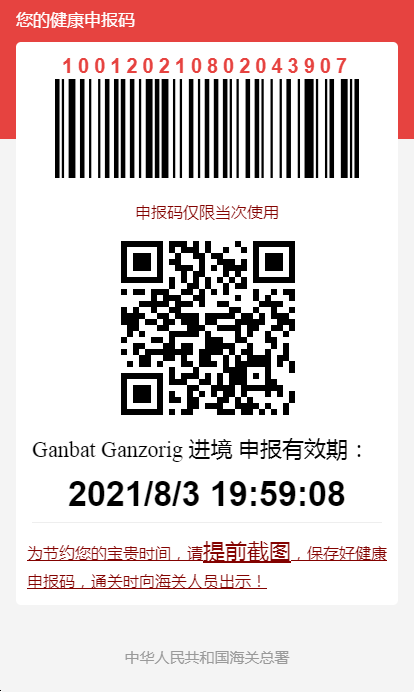 您的健康申报码
100120210802043907
申报码仅限当次使用
Ganbat Ganzorig 进境 申报有效期：
2021/8/3 19:59:08
为节约您的宝贵时间，请提前截图，保存好健康
申报码，通关时向海关人员出示！
中华人民共和国海关总署